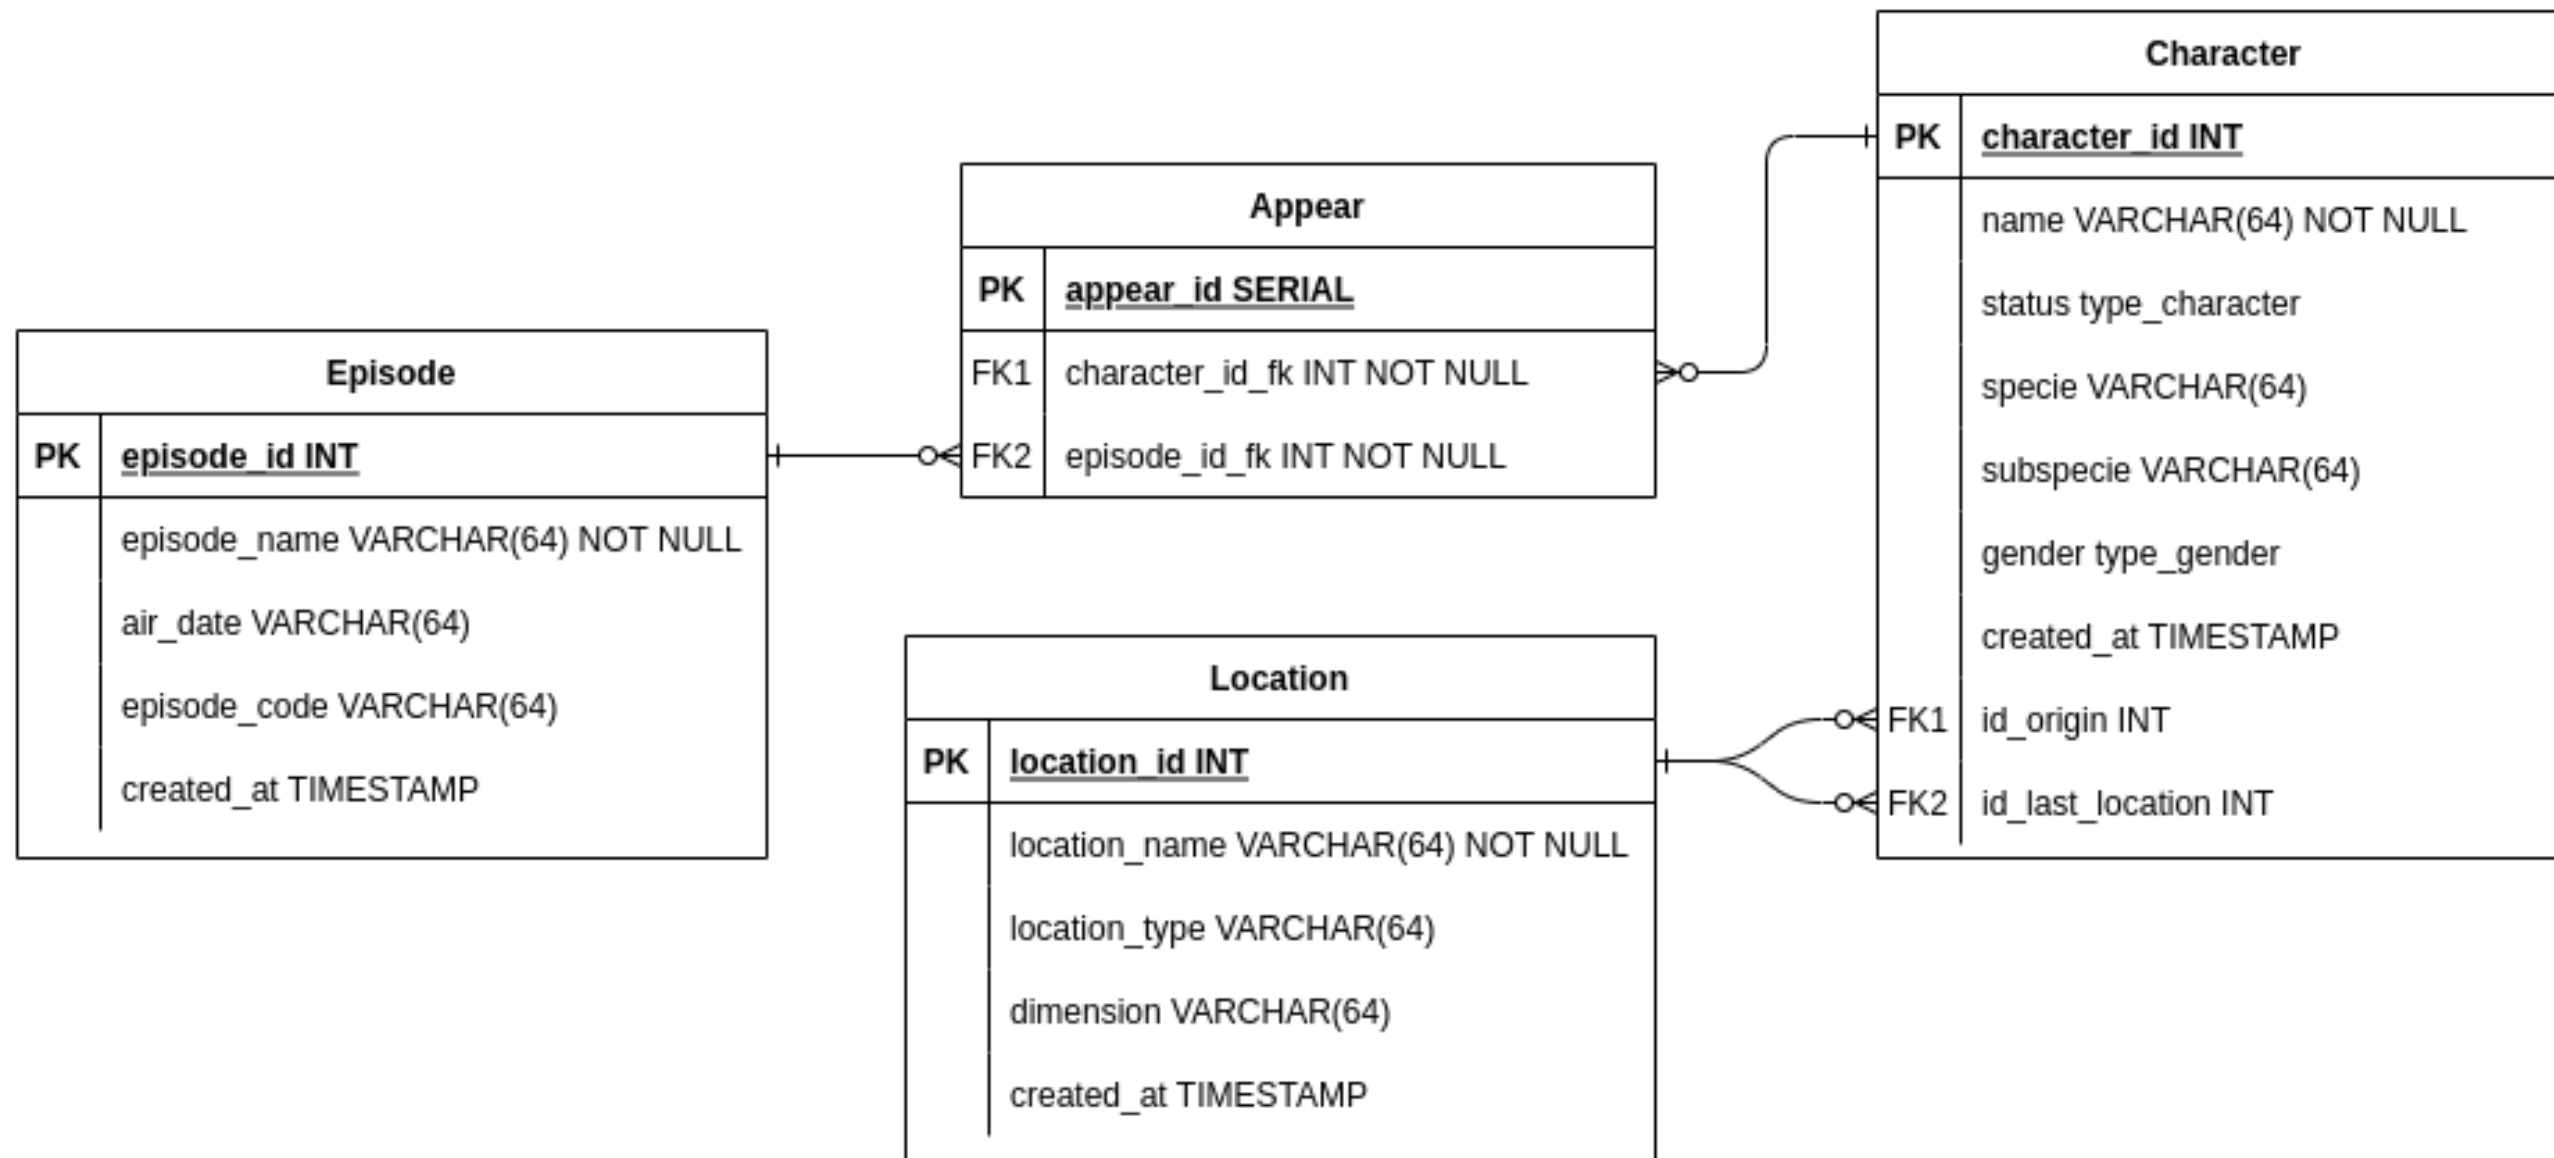 Episode
PK episode_id INT
episode_name VARCHAR(64) NOT NULL
air_date VARCHAR(64)
episode_code VARCHAR(64)
created_at TIMESTAMP
Appear
PK appear_id SERIAL
FK1 character_id_fk INT NOT NULL
FK2 episode_id_fk INT NOT NULL
Location
PK location_id INT
location_name VARCHAR(64) NOT NULL
location_type VARCHAR(64)
dimension VARCHAR(64)
created_at TIMESTAMP
Character
PK character_id INT
name VARCHAR(64) NOT NULL
status type_character
specie VARCHAR(64)
subspecie VARCHAR(64)
gender type_gender
created_at TIMESTAMP
FK1 id_origin INT
FK2 id_last_location INT